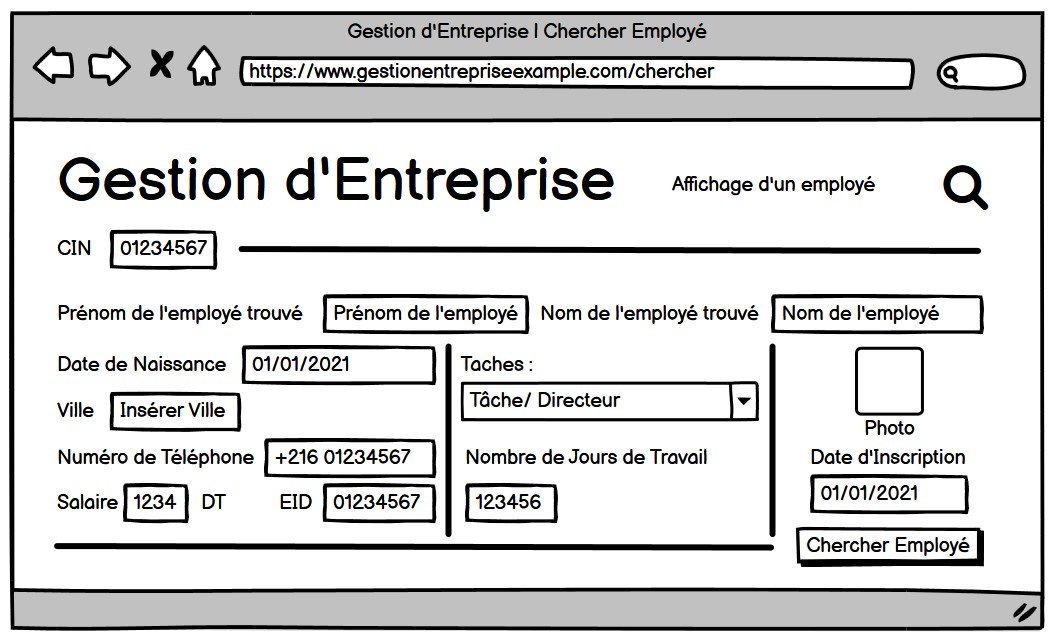 Gestion d'Entreprise | Chercher Employé
https://www.gestionentrepriseexample.com/chercher
Gestion d'Entreprise
Affichage d'un employé
CIN 01234567
Prénom de l'employé trouvé Prénom de l'employé Nom de l'employé trouvé Nom de l'employé
Date de Naissance 01/01/2021
Ville Insérer Ville
Numéro de Téléphone +216 01234567
Salaire 1234 DT EID 01234567
Taches :
Tâche/ Directeur
Nombre de Jours de Travail
123456
Photo
Date d'Inscription
01/01/2021
Chercher Employé